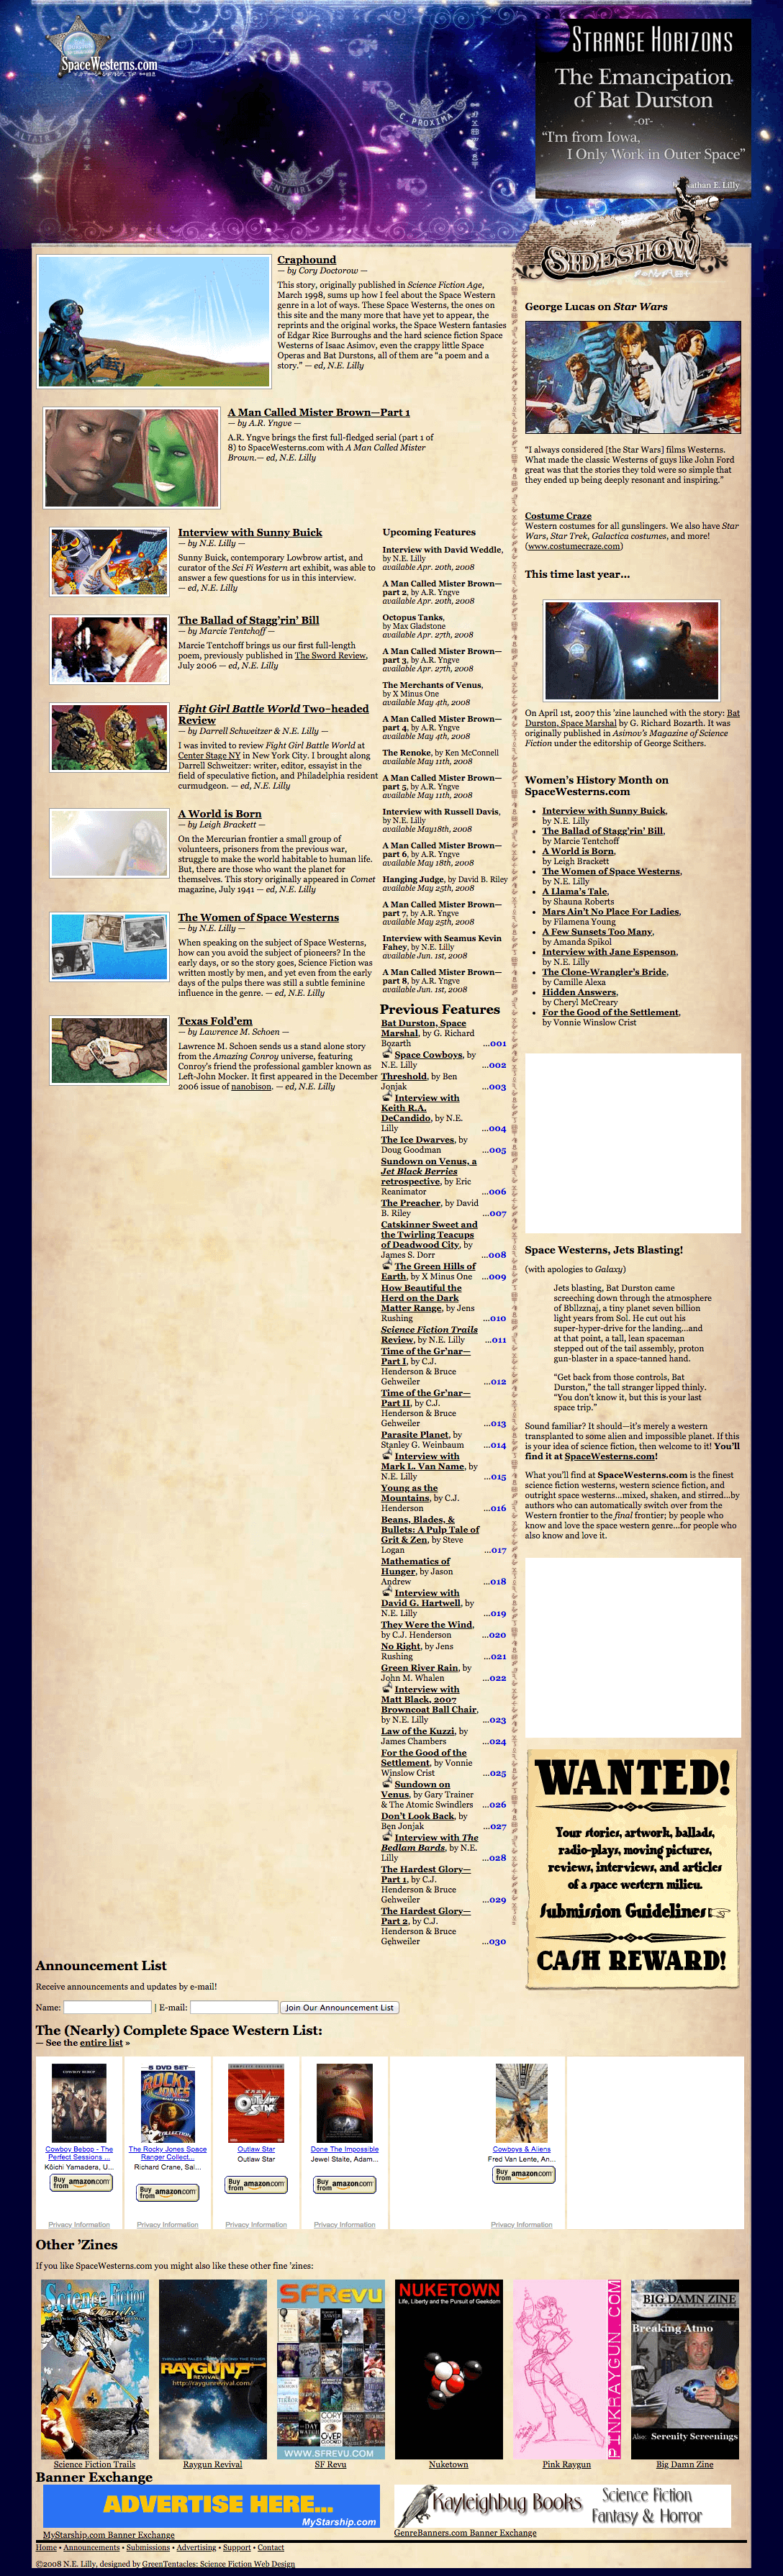 SpaceWesterns.com
ALTAIR 3
C. PROXIMA
STRANGE HORIZONS
The Emancipation
of Bat Durston
-or-
“I'm from Iowa,
I Only Work in Outer Space”
Nathan E. Lilly
SIDESHOW
Craphound
— by Cory Doctorow —
This story, originally published in Science Fiction Age,
March 1998, sums up how I feel about the Space Western
genre in a lot of ways. These Space Westerns, the ones on
this site and the many more that have yet to appear, the
reprints and the original works, the Space Western fantasies
of Edgar Rice Burroughs and the hard science fiction Space
Westerns of Isaac Asimov, even the crappy little Space
Operas and Bat Durstons, all of them are “a poem and a
story.” — ed, N.E. Lilly
A Man Called Mister Brown—Part 1
— by A.R. Yngve —
A.R. Yngve brings the first full-fledged serial (part 1 of
8) to SpaceWesterns.com with A Man Called Mister
Brown.— ed, N.E. Lilly
Interview with Sunny Buick
— by N.E. Lilly —
Sunny Buick, contemporary Lowbrow artist, and
curator of the Sci Fi Western art exhibit, was able to
answer a few questions for us in this interview.
— ed, N.E. Lilly
The Ballad of Stagg’rin’ Bill
— by Marcie Tentchoff —
Marcie Tentchoff brings us our first full-length
poem, previously published in The Sword Review,
July 2006 — ed, N.E. Lilly
Fight Girl Battle World Two-headed
Review
— by Darrell Schweitzer & N.E. Lilly —
I was invited to review Fight Girl Battle World at
Center Stage NY in New York City. I brought along
Darrell Schweitzer: writer, editor, essayist in the
field of speculative fiction, and Philadelphia resident
curmudgeon. — ed, N.E. Lilly
A World is Born
— by Leigh Brackett —
On the Mercurian frontier a small group of
volunteers, prisoners from the previous war,
struggle to make the world habitable to human life.
But, there are those who want the planet for
themselves. This story originally appeared in Comet
magazine, July 1941 — ed, N.E. Lilly
The Women of Space Westerns
— by N.E. Lilly —
When speaking on the subject of Space Westerns,
how can you avoid the subject of pioneers? In the
early days, or so the story goes, Science Fiction was
written mostly by men, and yet even from the early
days of the pulps there was still a subtle feminine
influence in the genre. — ed, N.E. Lilly
Texas Fold’em
— by Lawrence M. Schoen —
Lawrence M. Schoen sends us a stand alone story
from the Amazing Conroy universe, featuring
Conroy’s friend the professional gambler known as
Left-John Mocker. It first appeared in the December
2006 issue of nanobison. — ed, N.E. Lilly
Upcoming Features
Interview with David Weddle,
by N.E. Lilly
available Apr. 20th, 2008
A Man Called Mister Brown—
part 2, by A.R. Yngve
available Apr. 20th, 2008
Octopus Tanks,
by Max Gladstone
available Apr. 27th, 2008
A Man Called Mister Brown—
part 3, by A.R. Yngve
available Apr. 27th, 2008
The Merchants of Venus,
by X Minus One
available May 4th, 2008
A Man Called Mister Brown—
part 4, by A.R. Yngve
available May 4th, 2008
The Renoke, by Ken McConnell
available May 11th, 2008
A Man Called Mister Brown—
part 5, by A.R. Yngve
available May 11th, 2008
Interview with Russell Davis,
by N.E. Lilly
available May18th, 2008
A Man Called Mister Brown—
part 6, by A.R. Yngve
available May 18th, 2008
Hanging Judge, by David B. Riley
available May 25th, 2008
A Man Called Mister Brown—
part 7, by A.R. Yngve
available May 25th, 2008
Interview with Seamus Kevin
Fahey, by N.E. Lilly
available Jun. 1st, 2008
A Man Called Mister Brown—
part 8, by A.R. Yngve
available Jun. 1st, 2008
Previous Features
Bat Durston, Space
Marshal, by G. Richard
Bozarth ...001
Space Cowboys, by
N.E. Lilly ...002
Threshold, by Ben
Jonjak ...003
Interview with
Keith R.A.
DeCandido, by N.E.
Lilly ...004
The Ice Dwarves, by
Doug Goodman ...005
Sundown on Venus, a
Jet Black Berries
retrospective, by Eric
Reanimator ...006
The Preacher, by David
B. Riley ...007
Catskinner Sweet and
the Twirling Teacups
of Deadwood City, by
James S. Dorr ...008
The Green Hills of
Earth, by X Minus One ...009
How Beautiful the
Herd on the Dark
Matter Range, by Jens
Rushing ...010
Science Fiction Trails
Review, by N.E. Lilly ...011
Time of the Gr’nar—
Part I, by C.J.
Henderson & Bruce
Gehweiler ...012
Time of the Gr’nar—
Part II, by C.J.
Henderson & Bruce
Gehweiler ...013
Parasite Planet, by
Stanley G. Weinbaum ...014
Interview with
Mark L. Van Name, by
N.E. Lilly ...015
Young as the
Mountains, by C.J.
Henderson ...016
Beans, Blades, &
Bullets: A Pulp Tale of
Grit & Zen, by Steve
Logan ...017
Mathematics of
Hunger, by Jason
Andrew ...018
Interview with
David G. Hartwell, by
N.E. Lilly ...019
They Were the Wind,
by C.J. Henderson ...020
No Right, by Jens
Rushing ...021
Green River Rain, by
John M. Whalen ...022
Interview with
Matt Black, 2007
Browncoat Ball Chair,
by N.E. Lilly ...023
Law of the Kuzzi, by
James Chambers ...024
For the Good of the
Settlement, by Vonnie
Winslow Crist ...025
Sundown on
Venus, by Gary Trainer
& The Atomic Swindlers ...026
Don’t Look Back, by
Ben Jonjak ...027
Interview with The
Bedlam Bards, by N.E.
Lilly ...028
The Hardest Glory—
Part 1, by C.J.
Henderson & Bruce
Gehweiler ...029
The Hardest Glory—
Part 2, by C.J.
Henderson & Bruce
Gehweiler ...030
George Lucas on Star Wars
“I always considered [the Star Wars] films Westerns.
What made the classic Westerns of guys like John Ford
great was that the stories they told were so simple that
they ended up being deeply resonant and inspiring.”
Costume Craze
Western costumes for all gunslingers. We also have Star
Wars, Star Trek, Galactica costumes, and more!
(www.costumecraze.com)
This time last year...
On April 1st, 2007 this ’zine launched with the story: Bat
Durston, Space Marshal by G. Richard Bozarth. It was
originally published in Asimov’s Magazine of Science
Fiction under the editorship of George Scithers.
Women’s History Month on
SpaceWesterns.com
Interview with Sunny Buick,
by N.E. Lilly
The Ballad of Stagg’rin’ Bill,
by Marcie Tentchoff
A World is Born,
by Leigh Brackett
The Women of Space Westerns,
by N.E. Lilly
A Llama’s Tale,
by Shauna Roberts
Mars Ain’t No Place For Ladies,
by Filamena Young
A Few Sunsets Too Many,
by Amanda Spikol
Interview with Jane Espenson,
by N.E. Lilly
The Clone-Wrangler’s Bride,
by Camille Alexa
Hidden Answers,
by Cheryl McCreary
For the Good of the Settlement,
by Vonnie Winslow Crist
Space Westerns, Jets Blasting!
(with apologies to Galaxy)
Jets blasting, Bat Durston came
screeching down through the atmosphere
of Bbllzznaj, a tiny planet seven billion
light years from Sol. He cut out his
super-hyper-drive for the landing...and
at that point, a tall, lean spaceman
stepped out of the tail assembly, proton
gun-blaster in a space-tanned hand.
“Get back from those controls, Bat
Durston,” the tall stranger lipped thinly.
“You don’t know it, but this is your last
space trip.”
Sound familiar? It should—it’s merely a western
transplanted to some alien and impossible planet. If this
is your idea of science fiction, then welcome to it! You’ll
find it at SpaceWesterns.com!
What you’ll find at SpaceWesterns.com is the finest
science fiction westerns, western science fiction, and
outright space westerns...mixed, shaken, and stirred...by
authors who can automatically switch over from the
Western frontier to the final frontier; by people who
know and love the space western genre...for people who
also know and love it.
WANTED!
Your stories, artwork, ballads,
radio-plays, moving pictures,
reviews, interviews, and articles
of a space western milieu.
Submission Guidelines
CASH REWARD!
Announcement List
Receive announcements and updates by e-mail!
Name: | E-mail: Join Our Announcement List
The (Nearly) Complete Space Western List:
— See the entire list »
COWBOY BEBOP
5 DVD SET
ROCKY JONES
COLLECTION
COMPLETE COLLECTION
OUTLAW STAR
Cowboy Bebop - The
Perfect Sessions ...
Kôichi Yamadera, U...
Buy from amazon.com
Privacy Information
The Rocky Jones Space
Ranger Collect...
Richard Crane, Sal...
Buy from amazon.com
Privacy Information
Outlaw Star
Outlaw Star
Buy from amazon.com
Privacy Information
Done The Impossible
Jewel Staite, Adam...
Buy from amazon.com
Privacy Information
Cowboys & Aliens
Fred Van Lente, An...
Buy from amazon.com
Privacy Information
Other ’Zines
If you like SpaceWesterns.com you might also like these other fine ’zines:
Science Fiction
Trails
RAYGUN
REVIVAL
http://raygunrevival.com
SFRevu
WWW.SFREVU.COM
NUKETOWN
Life, Liberty and the Pursuit of Geekdom
PINKRAYGUN.COM
BIG DAMN ZINE
Breaking Atmo
Also: Serenity Screenings
Science Fiction Trails
Raygun Revival
SF Revu
Nuketown
Pink Raygun
Big Damn Zine
Banner Exchange
ADVERTISE HERE...
MyStarship.com
Kayleighbug Books
Science Fiction
Fantasy & Horror
MyStarship.com Banner Exchange
GenreBanners.com Banner Exchange
Home • Announcements • Submissions • Advertising • Support • Contact
©2008 N.E. Lilly, designed by GreenTentacles: Science Fiction Web Design